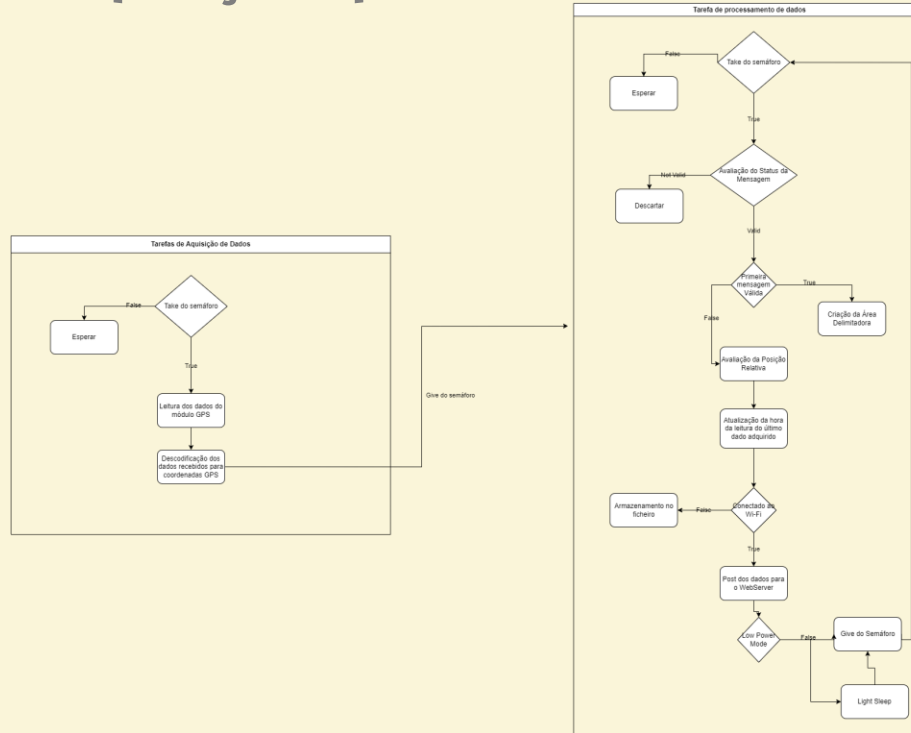 Tarefas de Aquisição de Dados
Take do semáforo
False
Esperar
True
Leitura dos dados do
módulo GPS
Descodificação dos
dados recebidos para
coordenadas GPS
Give do semáforo
Tarefa de processamento de dados
Take do semáforo
False
Esperar
True
Avaliação do Status da
Mensagem
Not Valid
Descartar
Valid
Primeira
mensagem
Válida
True
Criação da Área
Delimitadora
False
Avaliação da Posição
Relativa
Atualização da hora
da leitura do último
dado adquirido
Conectado ao
Wi-Fi
False
Armazenamento no
ficheiro
True
Post dos dados para
o WebServer
Low Power
Mode
False
Give do Semáforo
Light Sleep